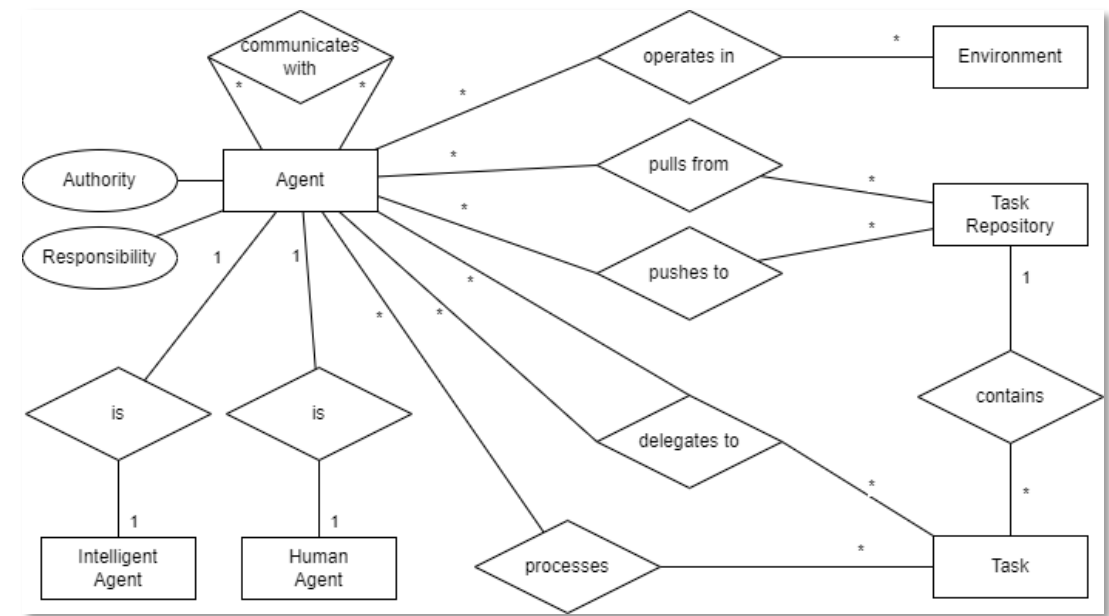 communicates
with
*
*
operates in
*
*
Environment
Authority
Agent
*
pulls from
*
Task
Repository
Responsibility
*
pushes to
*
1
1
*
*
*
1
is
is
delegates to
contains
*
*
1
1
Intelligent
Agent
Human
Agent
processes
*
Task